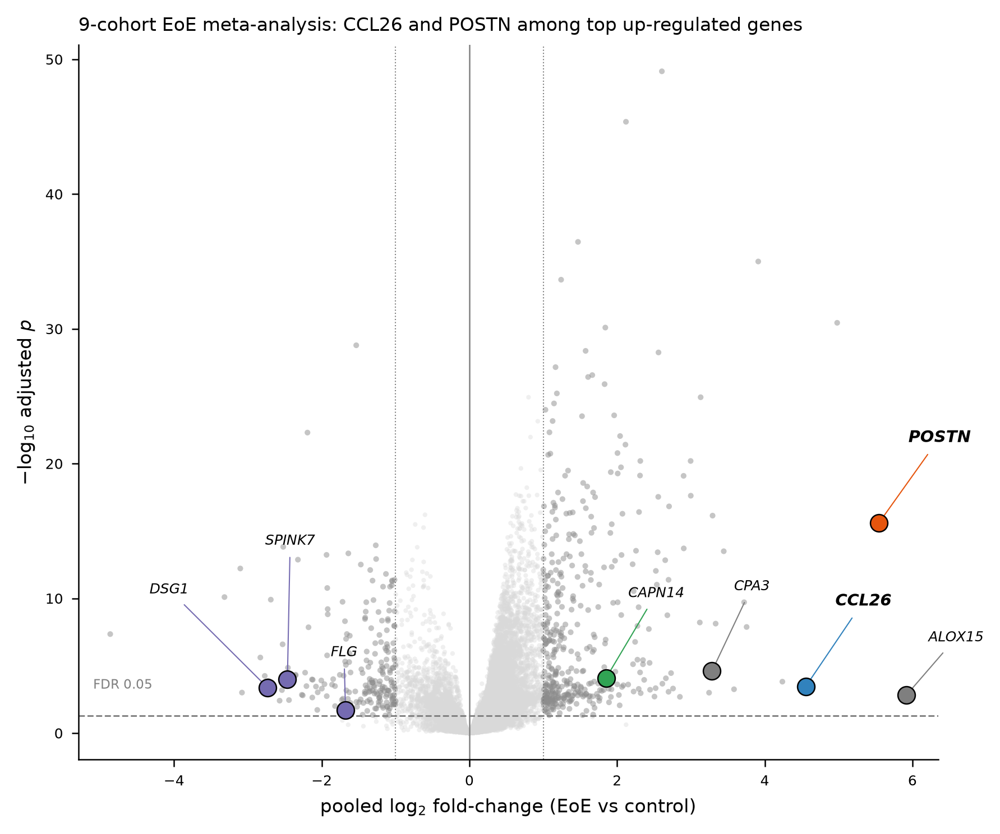 9-cohort EoE meta-analysis: CCL26 and POSTN among top up-regulated genes
50
40
30
20
10
0
−log10 adjusted p
POSTN
SPINK7
DSG1
CPA3
CAPN14
CCL26
ALOX15
FLG
FDR 0.05
−4
−2
0
2
4
6
pooled log2 fold-change (EoE vs control)